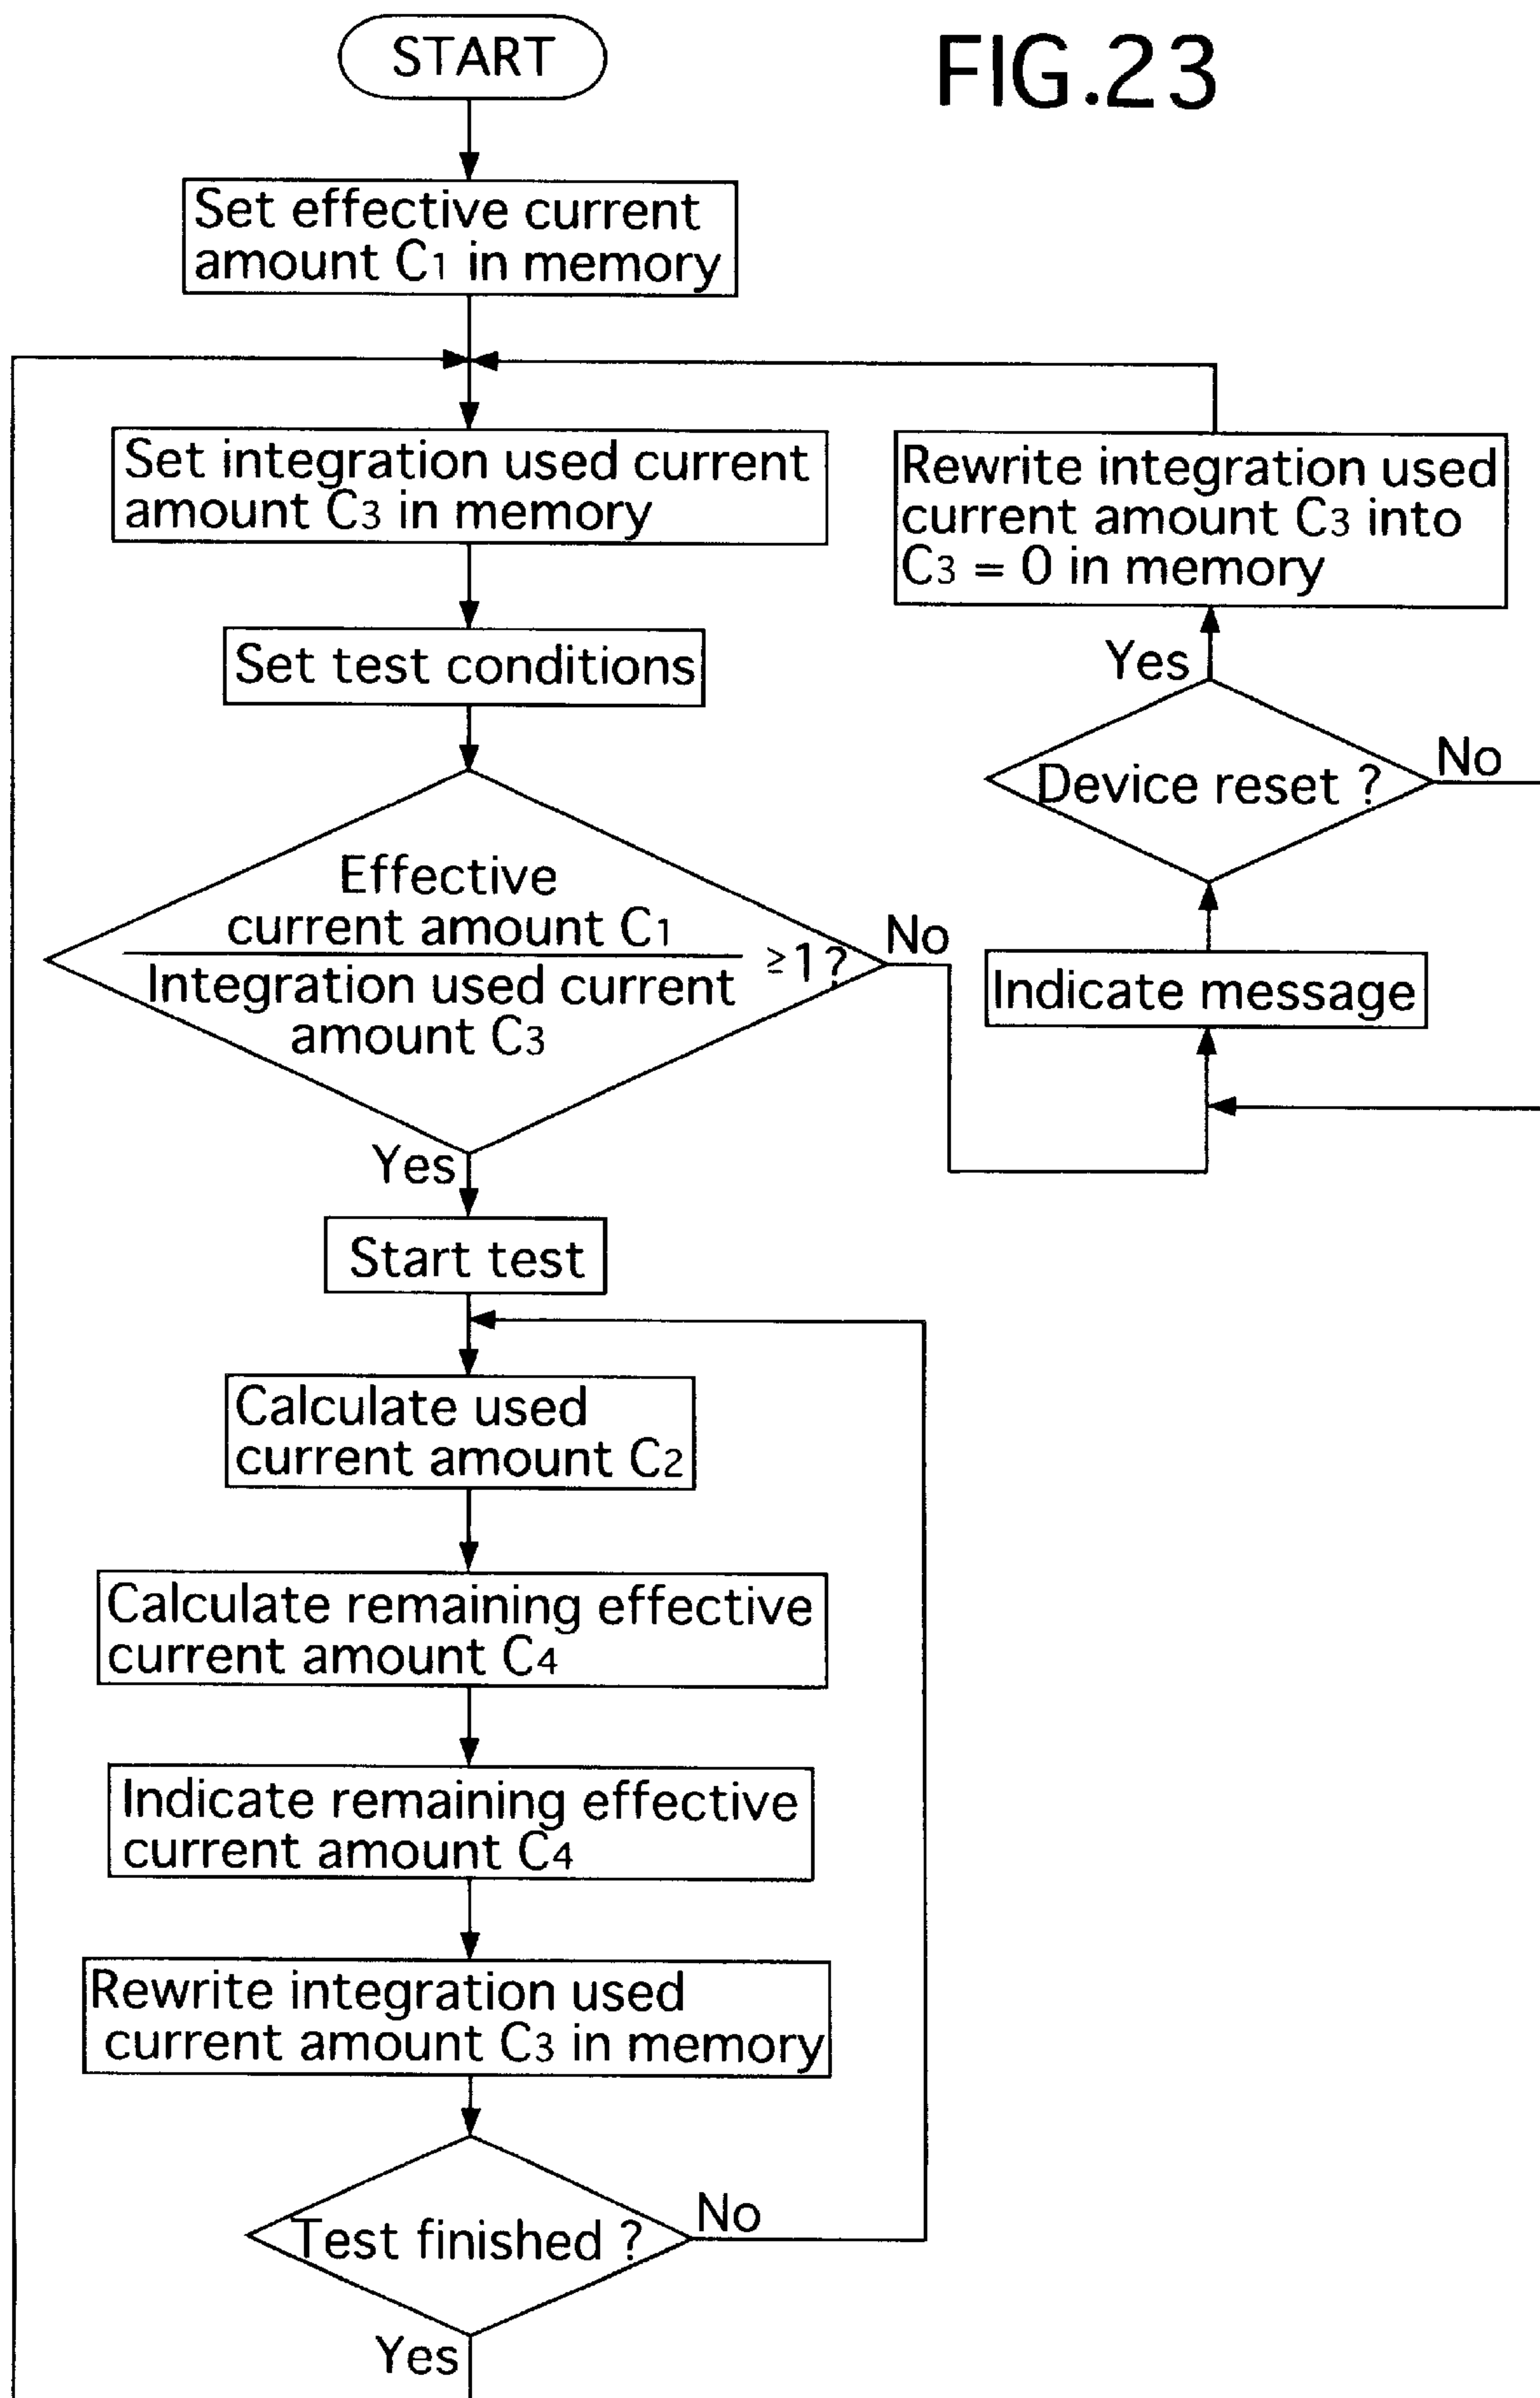 START
FIG.23
Set effective current
amount C1 in memory
Set integration used current
amount C3 in memory
Rewrite integration used
current amount C3 into
C3 = 0 in memory
Set test conditions
Yes
Device reset ?
No
Effective
current amount C1
Integration used current
amount C3
≥1?
No
Indicate message
Yes
Start test
Calculate used
current amount C2
Calculate remaining effective
current amount C4
Indicate remaining effective
current amount C4
Rewrite integration used
current amount C3 in memory
Test finished ?
No
Yes